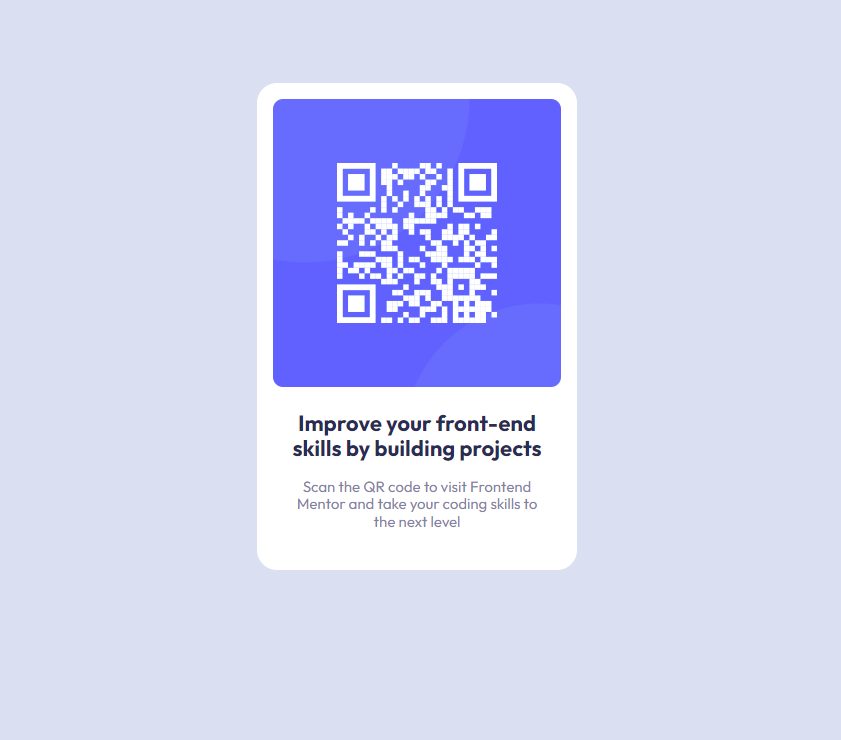 Improve your front-end
skills by building projects
Scan the QR code to visit Frontend
Mentor and take your coding skills to
the next level